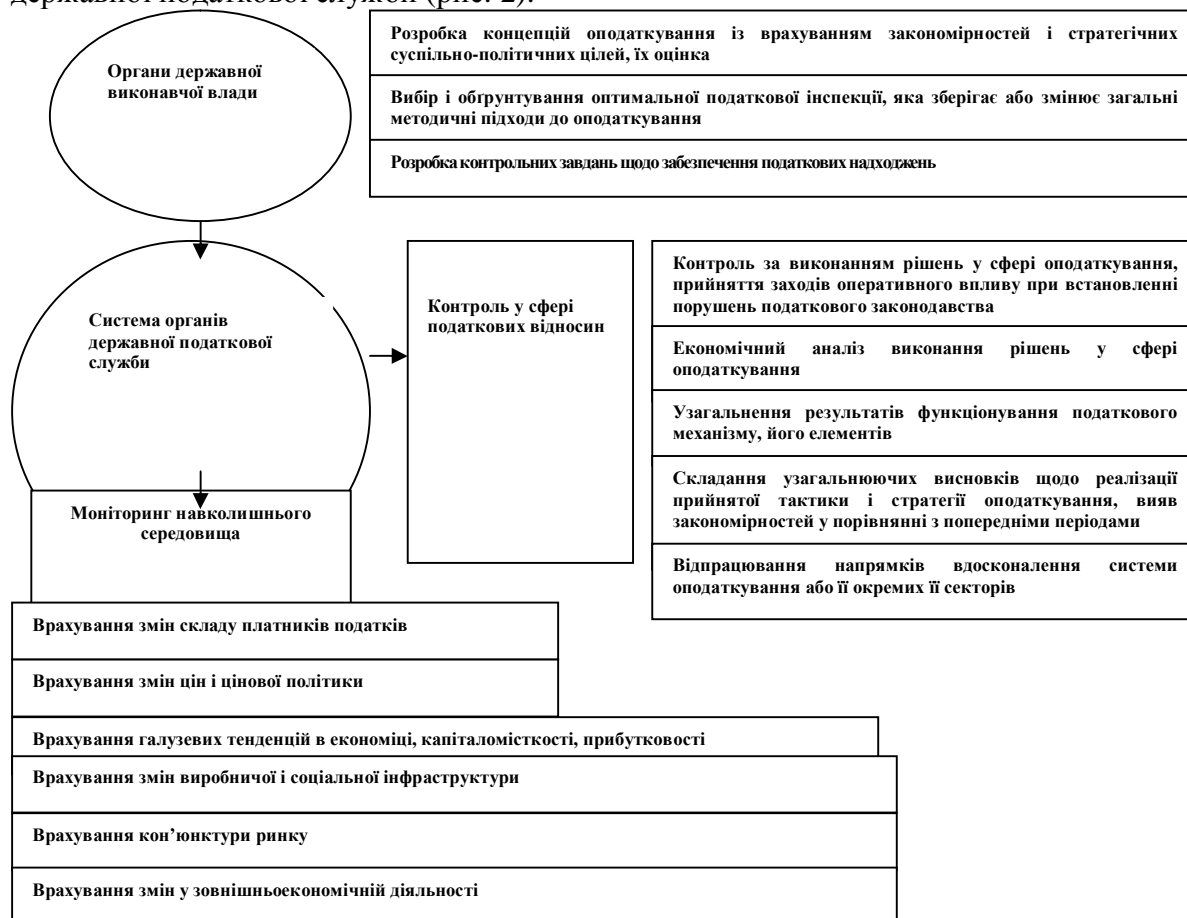 державної податкової служби (рис. 2).
Органи державної
виконавчої влади
Розробка концепцій оподаткування із врахуванням закономірностей і стратегічних
суспільно-політичних цілей, їх оцінка
Вибір і обґрунтування оптимальної податкової інспекції, яка зберігає або змінює загальні
методичні підходи до оподаткування
Розробка контрольних завдань щодо забезпечення податкових надходжень
Система органів
державної податкової
служби
Контроль у сфері
податкових відносин
Контроль за виконанням рішень у сфері оподаткування,
прийняття заходів оперативного впливу при встановленні
порушень податкового законодавства
Економічний аналіз виконання рішень у сфері
оподаткування
Узагальнення результатів функціонування податкового
механізму, його елементів
Складання узагальнюючих висновків щодо реалізації
прийнятої тактики і стратегії оподаткування, вияв
закономірностей у порівнянні з попередніми періодами
Відпрацювання напрямків вдосконалення системи
оподаткування або її окремих її секторів
Моніторинг навколишнього
середовища
Врахування змін складу платників податків
Врахування змін цін і цінової політики
Врахування галузевих тенденцій в економіці, капіталомісткості, прибутковості
Врахування змін виробничої і соціальної інфраструктури
Врахування кон’юнктури ринку
Врахування змін у зовнішньоекономічній діяльності